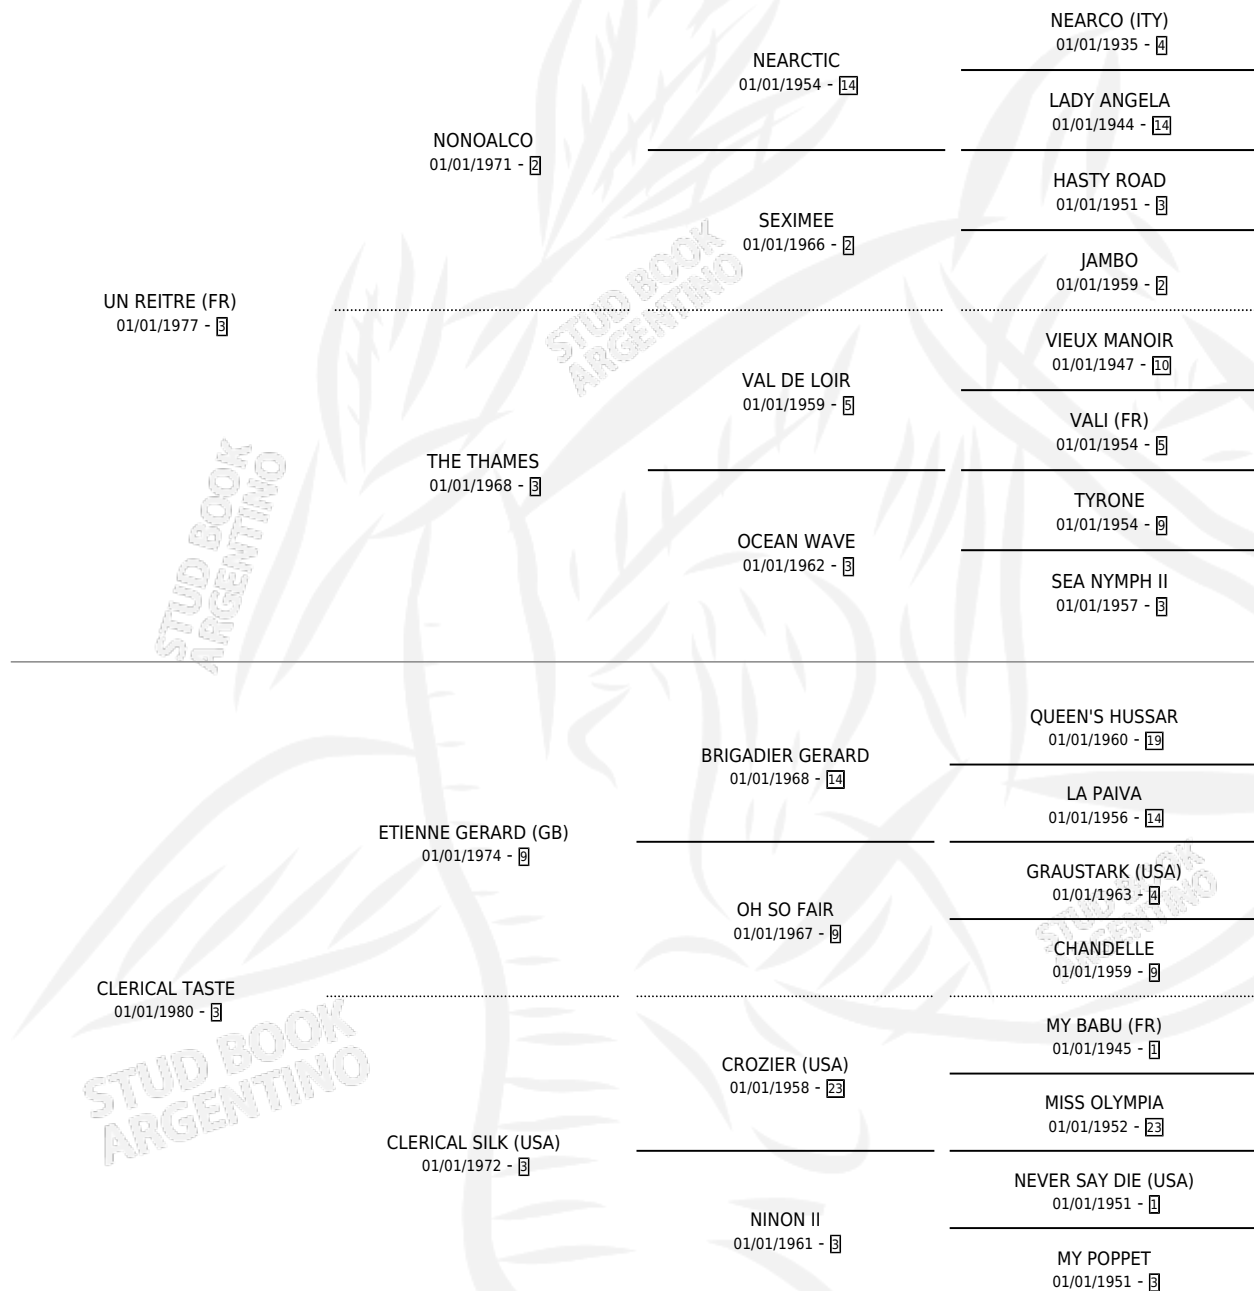 NEARCO (ITY)
01/01/1935 - 4
NEARCTIC
01/01/1954 - 14
LADY ANGELA
01/01/1944 - 14
NONOALCO
01/01/1971 - 2
HASTY ROAD
01/01/1951 - 3
SEXIMEE
01/01/1966 - 2
JAMBO
01/01/1959 - 2
UN REITRE (FR)
01/01/1977 - 3
VIEUX MANOIR
01/01/1947 - 10
VAL DE LOIR
01/01/1959 - 5
VALI (FR)
01/01/1954 - 5
THE THAMES
01/01/1968 - 3
TYRONE
01/01/1954 - 9
OCEAN WAVE
01/01/1962 - 3
SEA NYMPH II
01/01/1957 - 3
QUEEN'S HUSSAR
01/01/1960 - 19
BRIGADIER GERARD
01/01/1968 - 14
LA PAIVA
01/01/1956 - 14
ETIENNE GERARD (GB)
01/01/1974 - 9
GRAUSTARK (USA)
01/01/1963 - 4
OH SO FAIR
01/01/1967 - 9
CHANDELLE
01/01/1959 - 9
CLERICAL TASTE
01/01/1980 - 3
MY BABU (FR)
01/01/1945 - 1
CROZIER (USA)
01/01/1958 - 23
MISS OLYMPIA
01/01/1952 - 23
CLERICAL SILK (USA)
01/01/1972 - 3
NEVER SAY DIE (USA)
01/01/1951 - 1
NINON II
01/01/1961 - 3
MY POPPET
01/01/1951 - 3
STUD BOOK
ARGENTINO
STUD BOOK
ARGENTINO
STUD BOOK
ARGENTINO
STUD BOOK
ARGENTINO